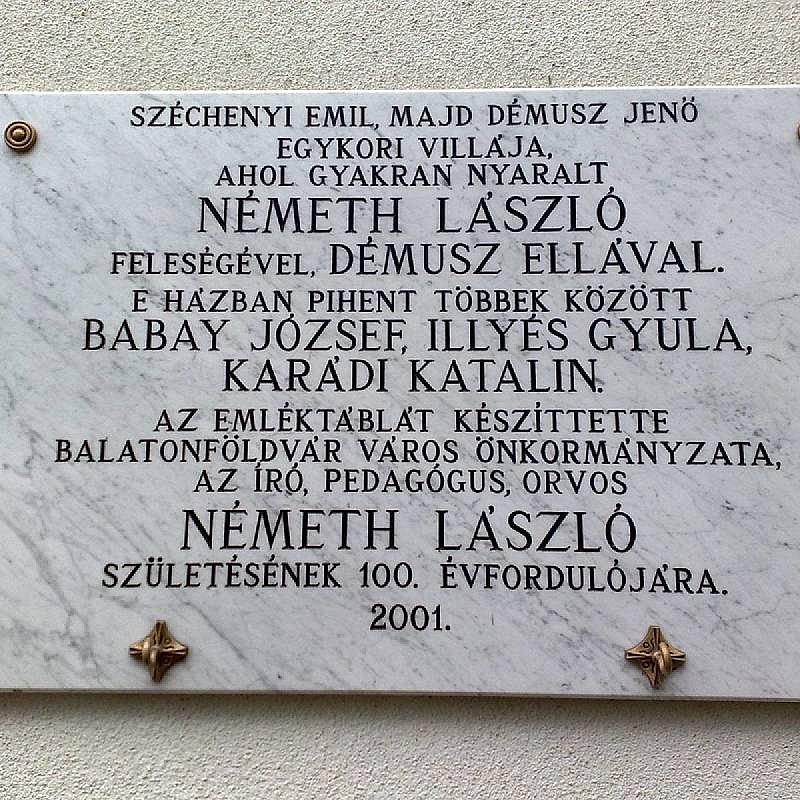 SZÉCHENYI EMIL, MAJD DÉMUSZ JENŐ
EGYKORI VILLÁJA,
AHOL GYAKRAN NYARALT
NÉMETH LÁSZLÓ
FELESÉGÉVEL, DÉMUSZ ELLÁVAL.
E HÁZBAN PIHENT TÖBBEK KÖZÖTT
BABAY JÓZSEF, ILLYÉS GYULA,
KARÁDI KATALIN.
AZ EMLÉKTÁBLÁT KÉSZÍTTETTE
BALATONFÖLDVÁR VÁROS ÖNKORMÁNYZATA,
AZ ÍRÓ, PEDAGÓGUS, ORVOS
NÉMETH LÁSZLÓ
SZÜLETÉSÉNEK 100. ÉVFORDULÓJÁRA.
2001.